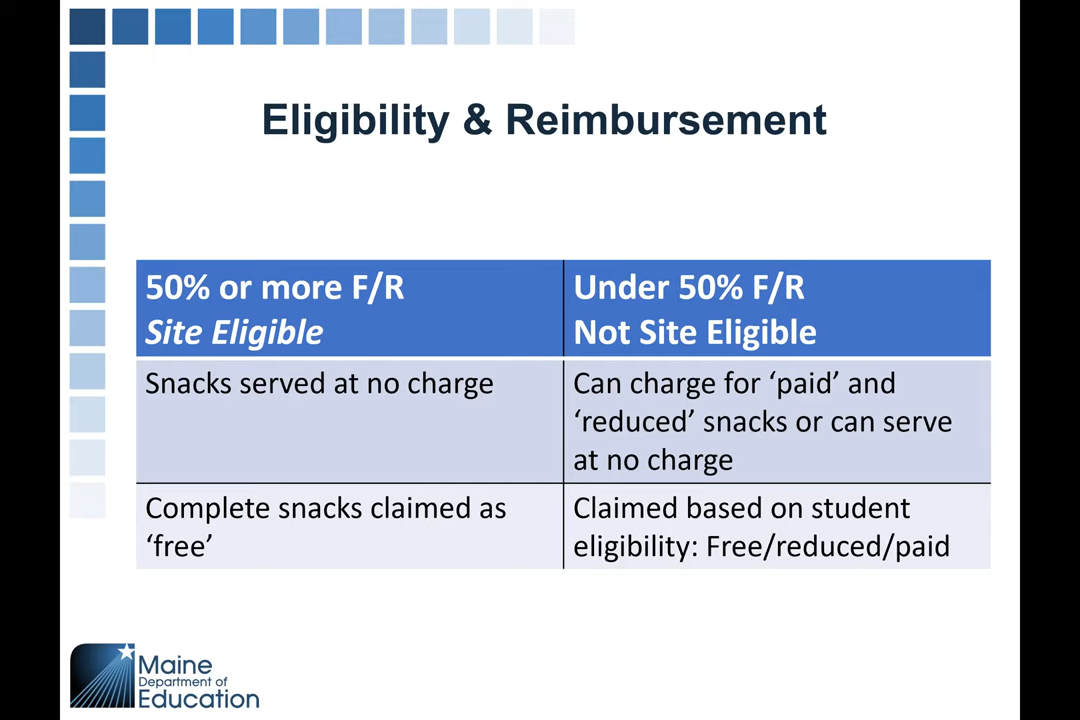 Eligibility & Reimbursement
50% or more F/R
Site Eligible
Under 50% F/R
Not Site Eligible
Snacks served at no charge
Can charge for ‘paid’ and
‘reduced’ snacks or can serve
at no charge
Complete snacks claimed as
‘free’
Claimed based on student
eligibility: Free/reduced/paid
Maine
Department of
Education